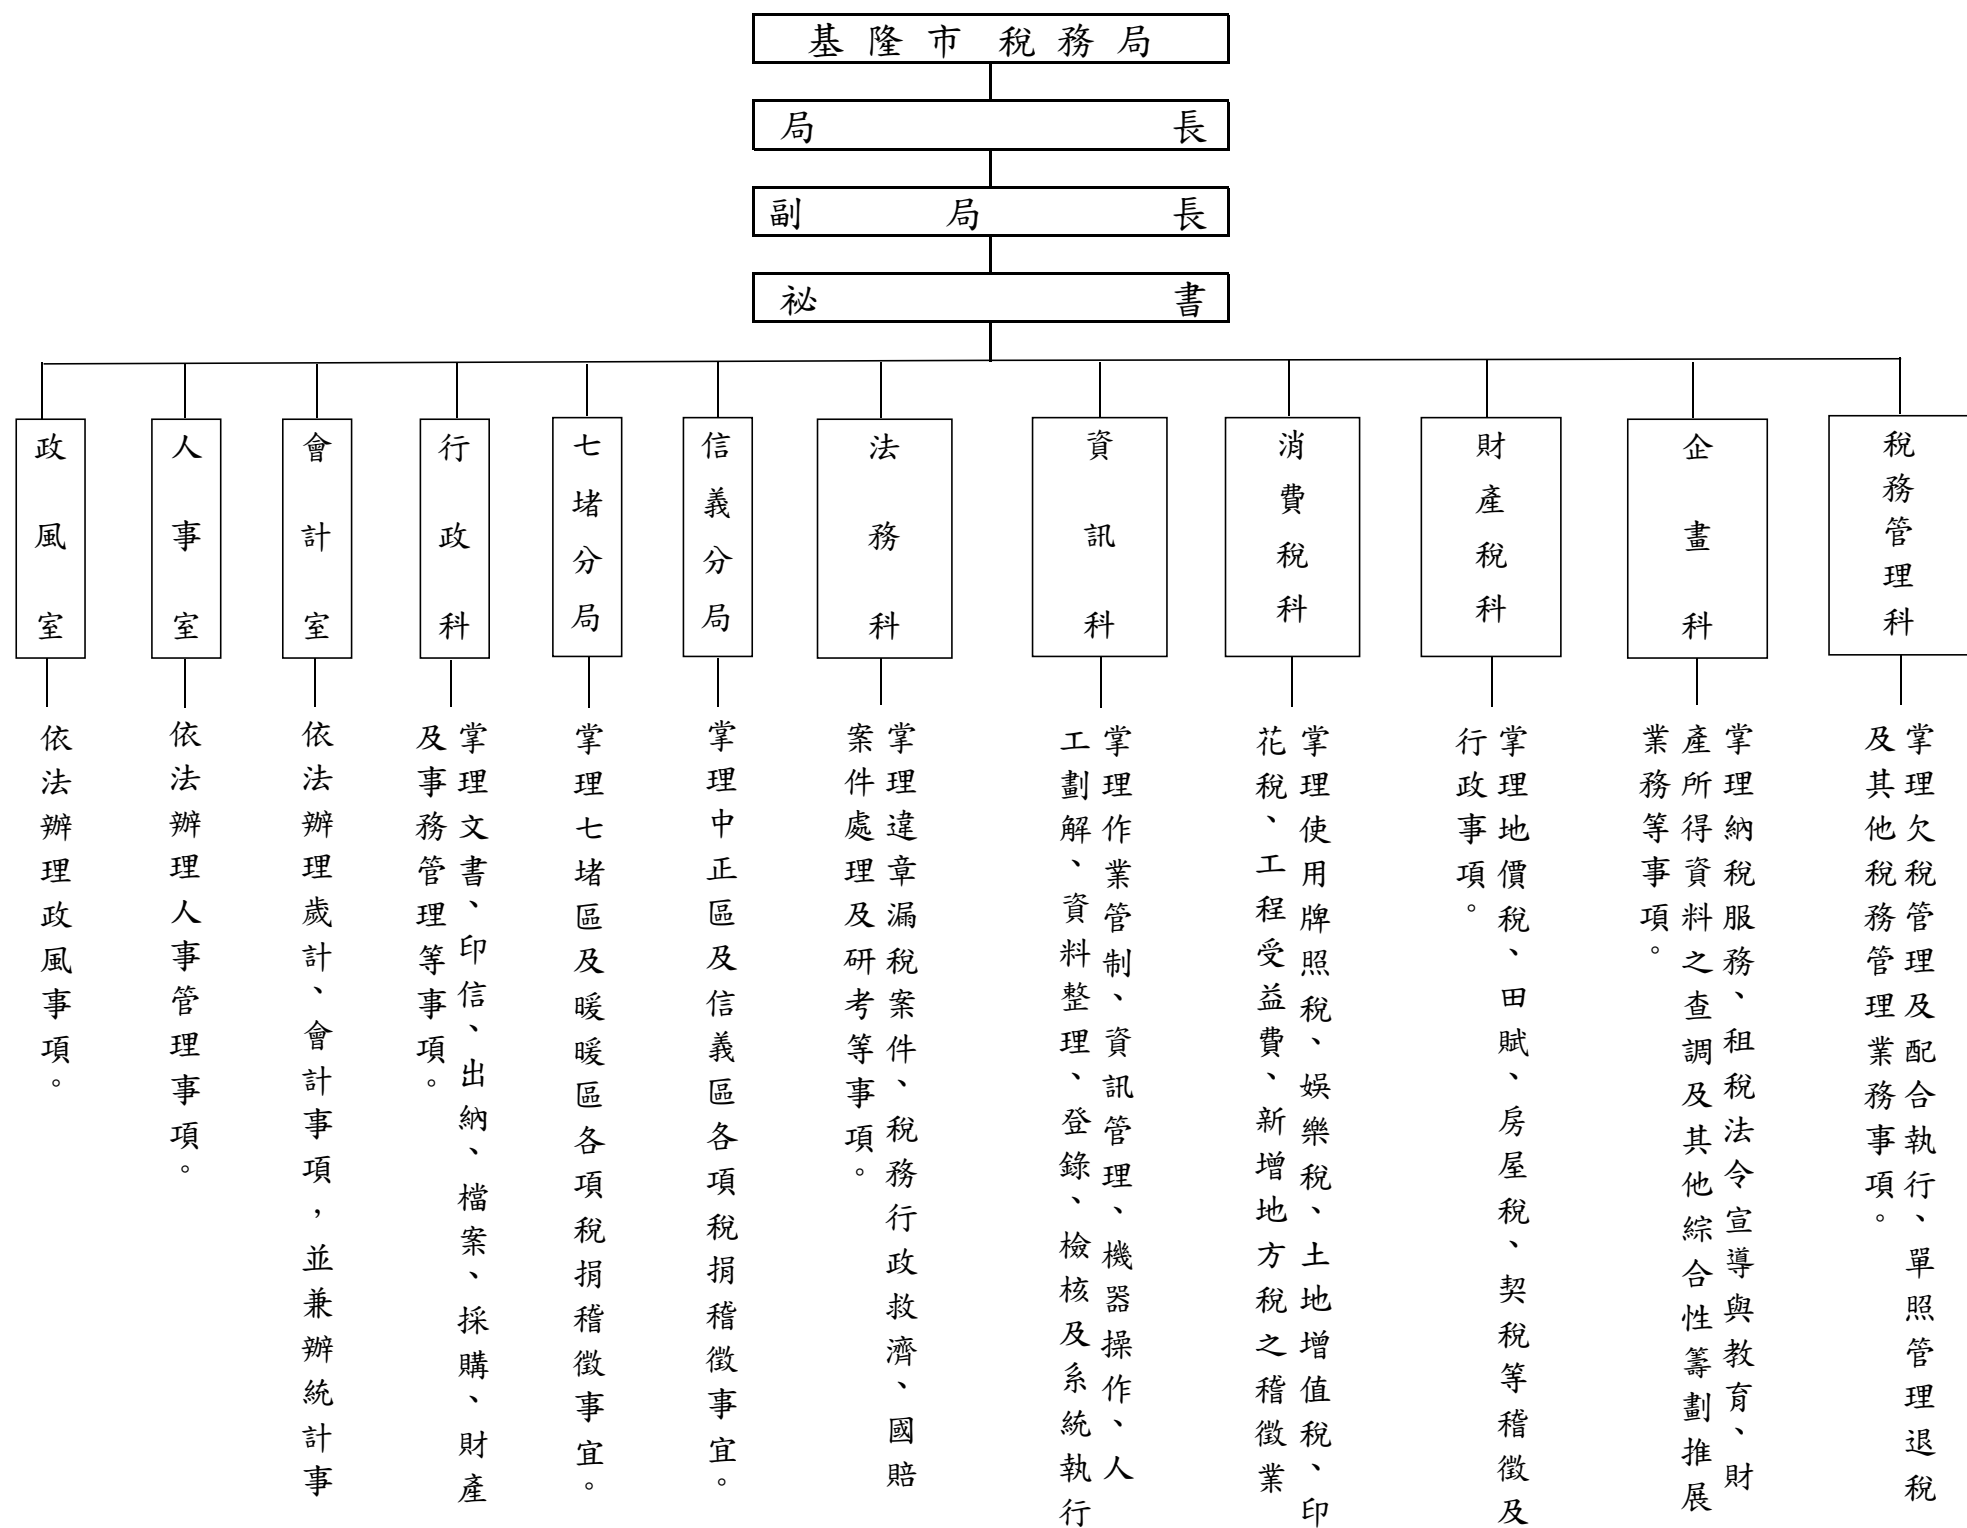 基隆市稅務局
局長
副局長
祕書
稅務管理科
企畫科
財產稅科
消費稅科
資訊科
法務科
信義分局
七堵分局
行政科
會計室
人事室
政風室
掌理欠稅管理及配合執行、單照管理退稅
及其他稅務管理業務事項。
掌理納稅服務、租稅法令宣導與教育、財
產所得資料之查調及其他綜合性籌劃推展
業務等事項。
掌理地價稅、田賦、房屋稅、契稅等稽徵及
行政事項。
掌理使用牌照稅、娛樂稅、土地增值稅、印
花稅、工程受益費、新增地方稅之稽徵業
掌理作業管制、資訊管理、機器操作、人
工劃解、資料整理、登錄、檢核及系統執行
掌理違章漏稅案件、稅務行政救濟、國賠
案件處理及研考等事項。
掌理中正區及信義區各項稅捐稽徵事宜。
掌理七堵區及暖暖區各項稅捐稽徵事宜。
掌理文書、印信、出納、檔案、採購、財產
及事務管理等事項。
依法辦理歲計、會計事項，並兼辦統計事
依法辦理人事管理事項。
依法辦理政風事項。